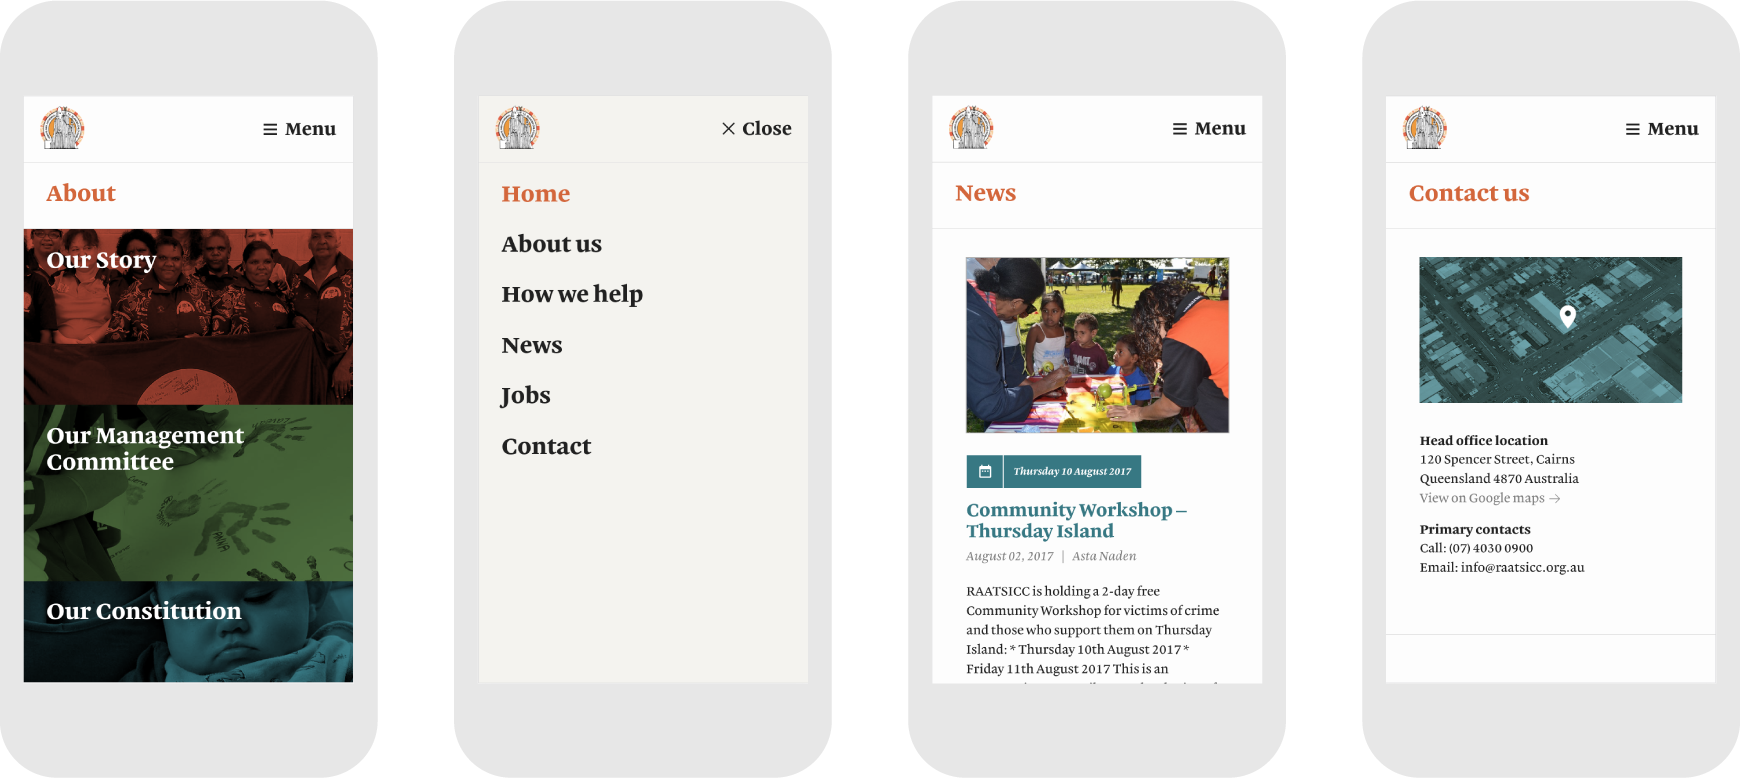 Menu
About
Our Story
Our Management
Committee
ANNA
Our Constitution
Close
Home
About us
How we help
News
Jobs
Contact
Menu
News
Thursday 10 August 2017
Community Workshop –
Thursday Island
August 02, 2017 | Asta Naden
RAATSICC is holding a 2-day free
Community Workshop for victims of crime
and those who support them on Thursday
Island: * Thursday 10th August 2017 *
Friday 11th August 2017 This is an
Menu
Contact us
Head office location
120 Spencer Street, Cairns
Queensland 4870 Australia
View on Google maps →
Primary contacts
Call: (07) 4030 0900
Email: info@raatsicc.org.au